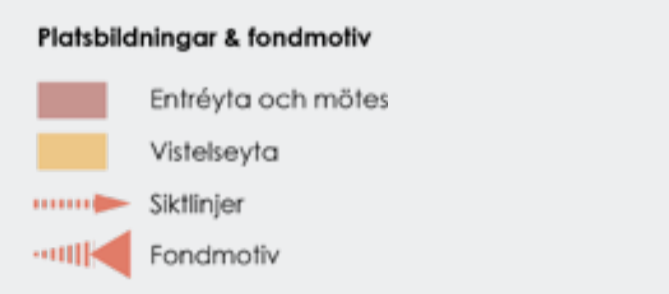 Platsbildningar & fondmotiv
Entréyta och mötes
Vistelseyta
Siktlinjer
Fondmotiv